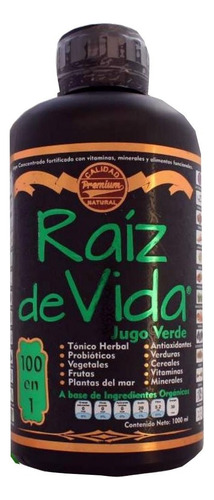 Concentrado fortificado con vitaminas, minerales y alimentos funcionales
CALIDAD
Premium
NATURAL
Raíz
de Vida®
Jugo Verde
100
en
1
• Tónico Herbal
• Probióticos
• Vegetales
• Frutas
• Plantas del mar
• Antioxidantes
• Verduras
• Cereales
• Vitaminas
• Minerales
A base de Ingredientes Orgánicos
Contenido Neto: 1000 ml